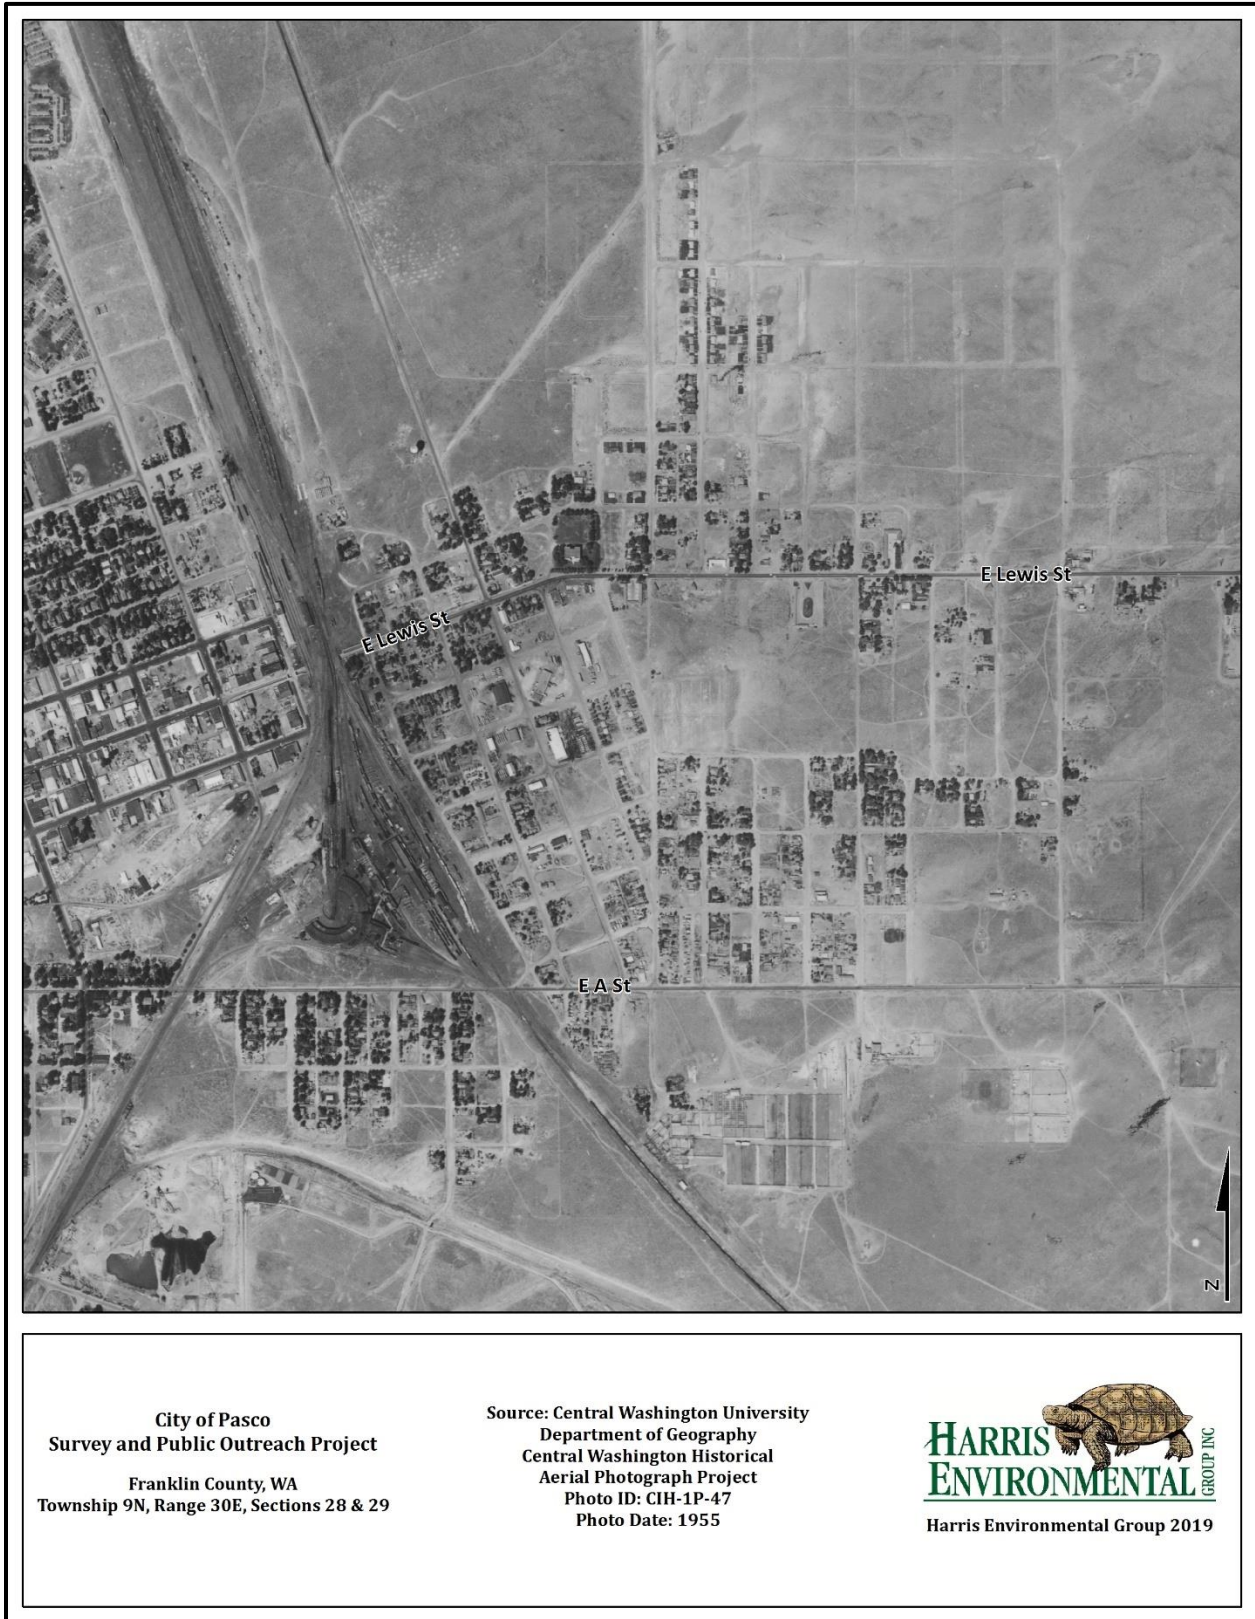 E Lewis St
E Lewis St
E A St
N
City of Pasco
Survey and Public Outreach Project
Franklin County, WA
Township 9N, Range 30E, Sections 28 & 29
Source: Central Washington University
Department of Geography
Central Washington Historical
Aerial Photograph Project
Photo ID: CIH-1P-47
Photo Date: 1955
HARRIS
ENVIRONMENTAL
GROUP INC
Harris Environmental Group 2019